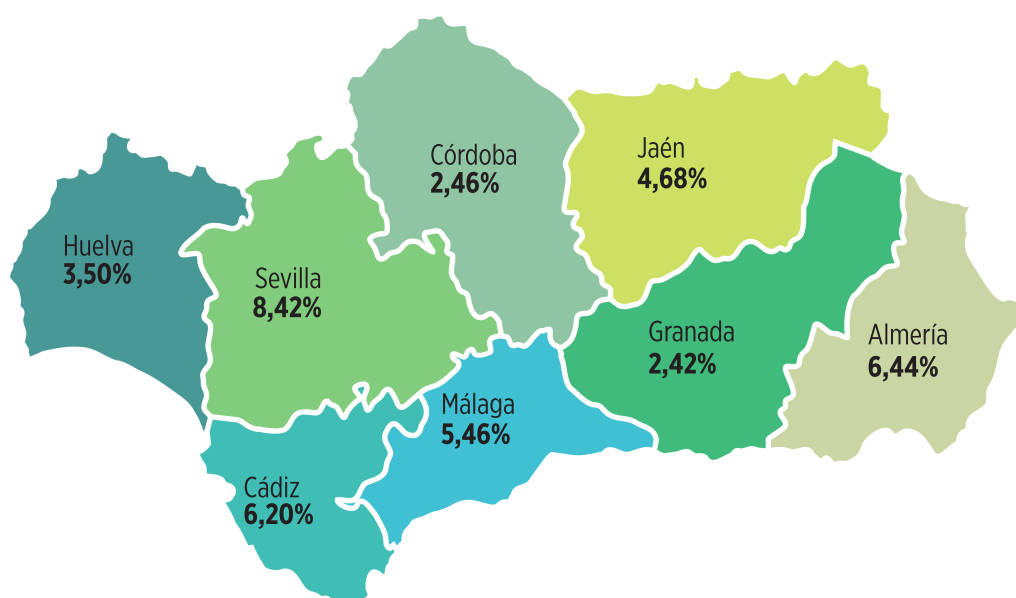 Córdoba
2,46%
Jaén
4,68%
Huelva
3,50%
Sevilla
8,42%
Granada
2,42%
Almería
6,44%
Málaga
5,46%
Cádiz
6,20%